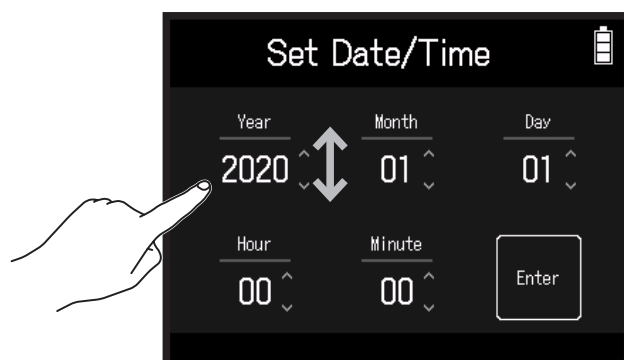 Set Date/Time
Year Month Day
2020 01 01
Hour Minute
00 00 Enter